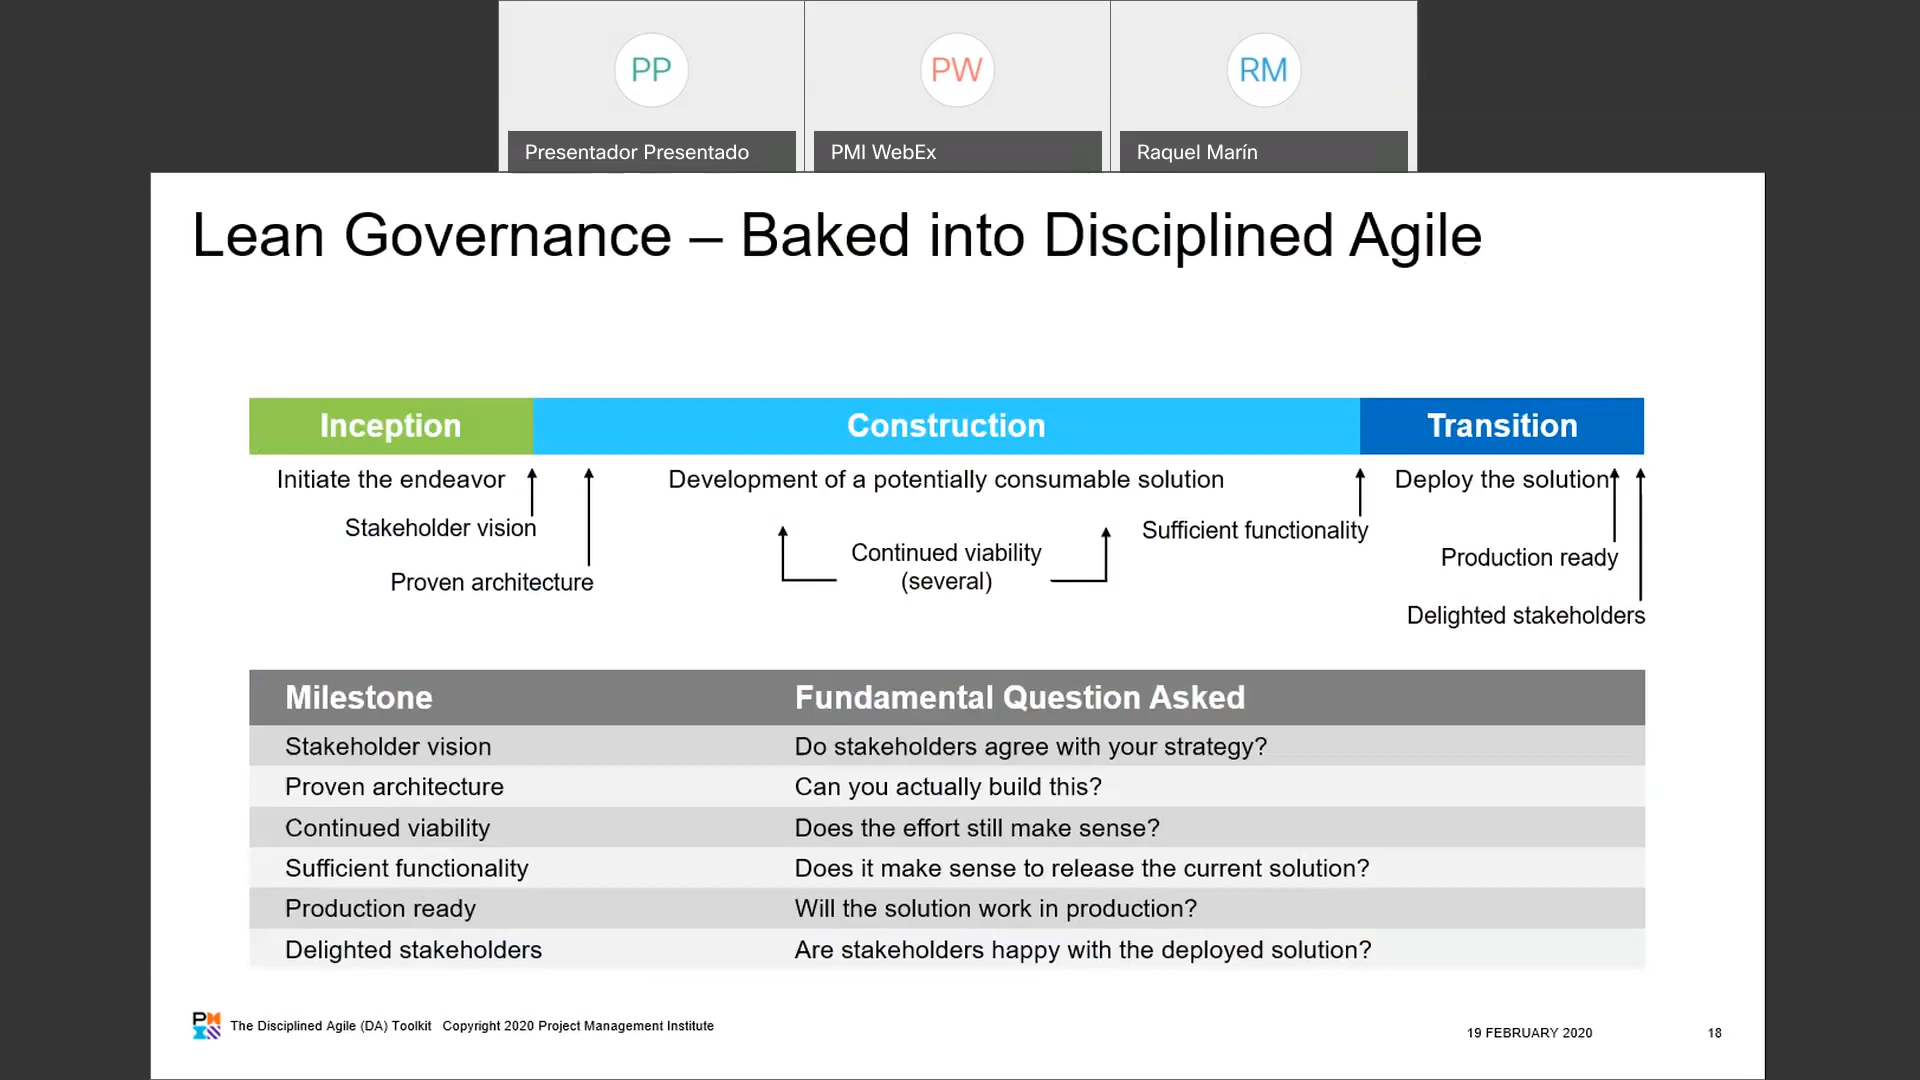 PP
PW
RM
Presentador Presentado
PMI WebEx
Raquel Marín
Lean Governance – Baked into Disciplined Agile
Inception
Construction
Transition
Initiate the endeavor
Development of a potentially consumable solution
Deploy the solution
Stakeholder vision
Sufficient functionality
Continued viability
(several)
Production ready
Proven architecture
Delighted stakeholders
Milestone Fundamental Question Asked
Stakeholder vision Do stakeholders agree with your strategy?
Proven architecture Can you actually build this?
Continued viability Does the effort still make sense?
Sufficient functionality Does it make sense to release the current solution?
Production ready Will the solution work in production?
Delighted stakeholders Are stakeholders happy with the deployed solution?
The Disciplined Agile (DA) Toolkit Copyright 2020 Project Management Institute
19 FEBRUARY 2020
18